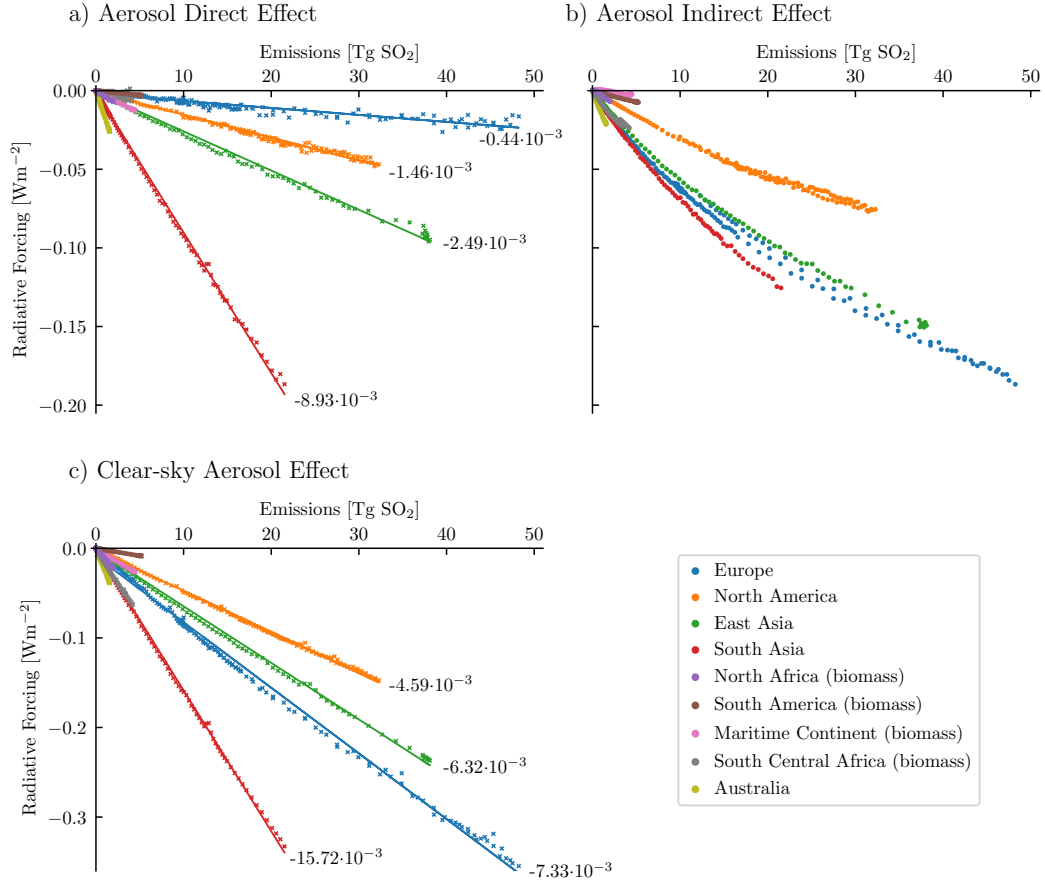 a) Aerosol Direct Effect
b) Aerosol Indirect Effect
Emissions [Tg SO₂]
Emissions [Tg SO₂]
0 10 20 30 40 50
0 10 20 30 40 50
0.00
−0.05
−0.10
−0.15
−0.20
Radiative Forcing [Wm⁻²]
-0.44·10⁻³
-1.46·10⁻³
-2.49·10⁻³
-8.93·10⁻³
c) Clear-sky Aerosol Effect
Emissions [Tg SO₂]
0 10 20 30 40 50
0.0
−0.1
−0.2
−0.3
Radiative Forcing [Wm⁻²]
-4.59·10⁻³
-6.32·10⁻³
-15.72·10⁻³
-7.33·10⁻³
Europe
North America
East Asia
South Asia
North Africa (biomass)
South America (biomass)
Maritime Continent (biomass)
South Central Africa (biomass)
Australia